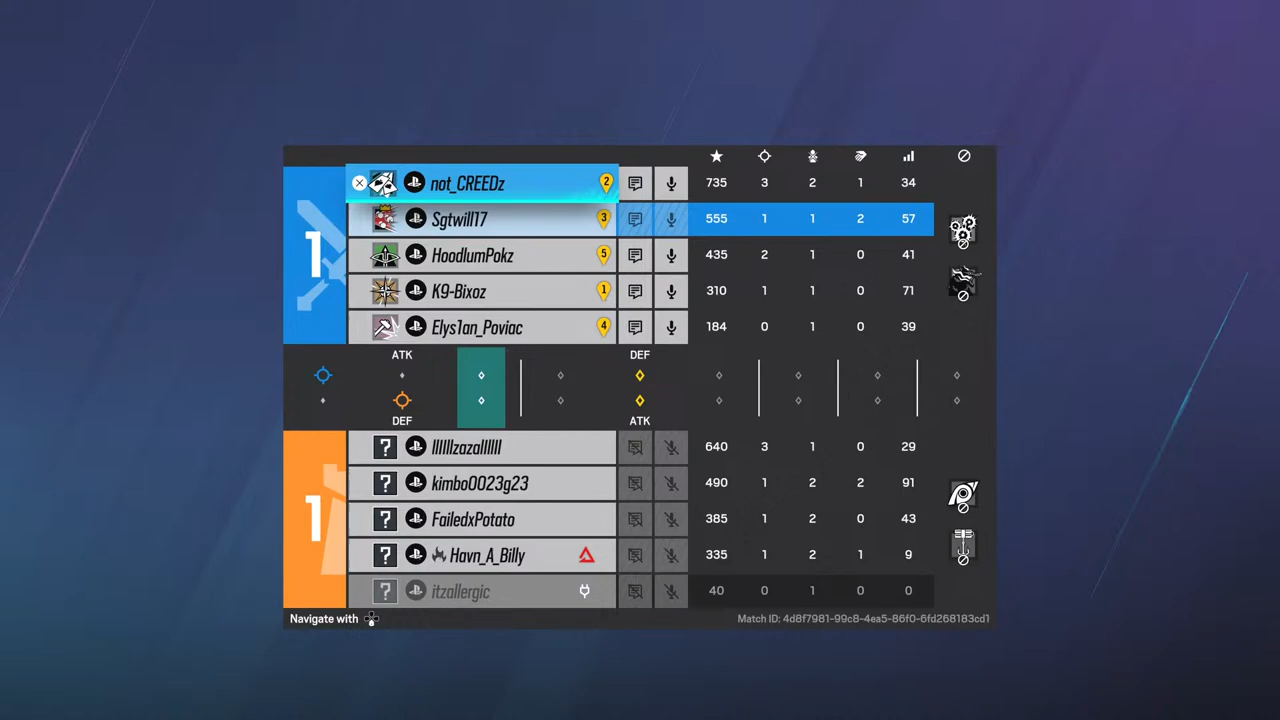 not_CREEDz 2 735 3 2 1 34
1
Sgtwill17 3 555 1 1 2 57
HoodlumPokz 5 435 2 1 0 41
K9-Bixoz 1 310 1 1 0 71
Elys1an_Poviac 4 184 0 1 0 39
ATK DEF
DEF ATK
1
llllllzazallllll 640 3 1 0 29
kimbo0023g23 490 1 2 2 91
FailedxPotato 385 1 2 0 43
Havn_A_Billy 335 1 2 1 9
itzallergic 40 0 1 0 0
Navigate with Match ID: 4d8f7981-99c8-4ea5-86f0-6fd268183cd1